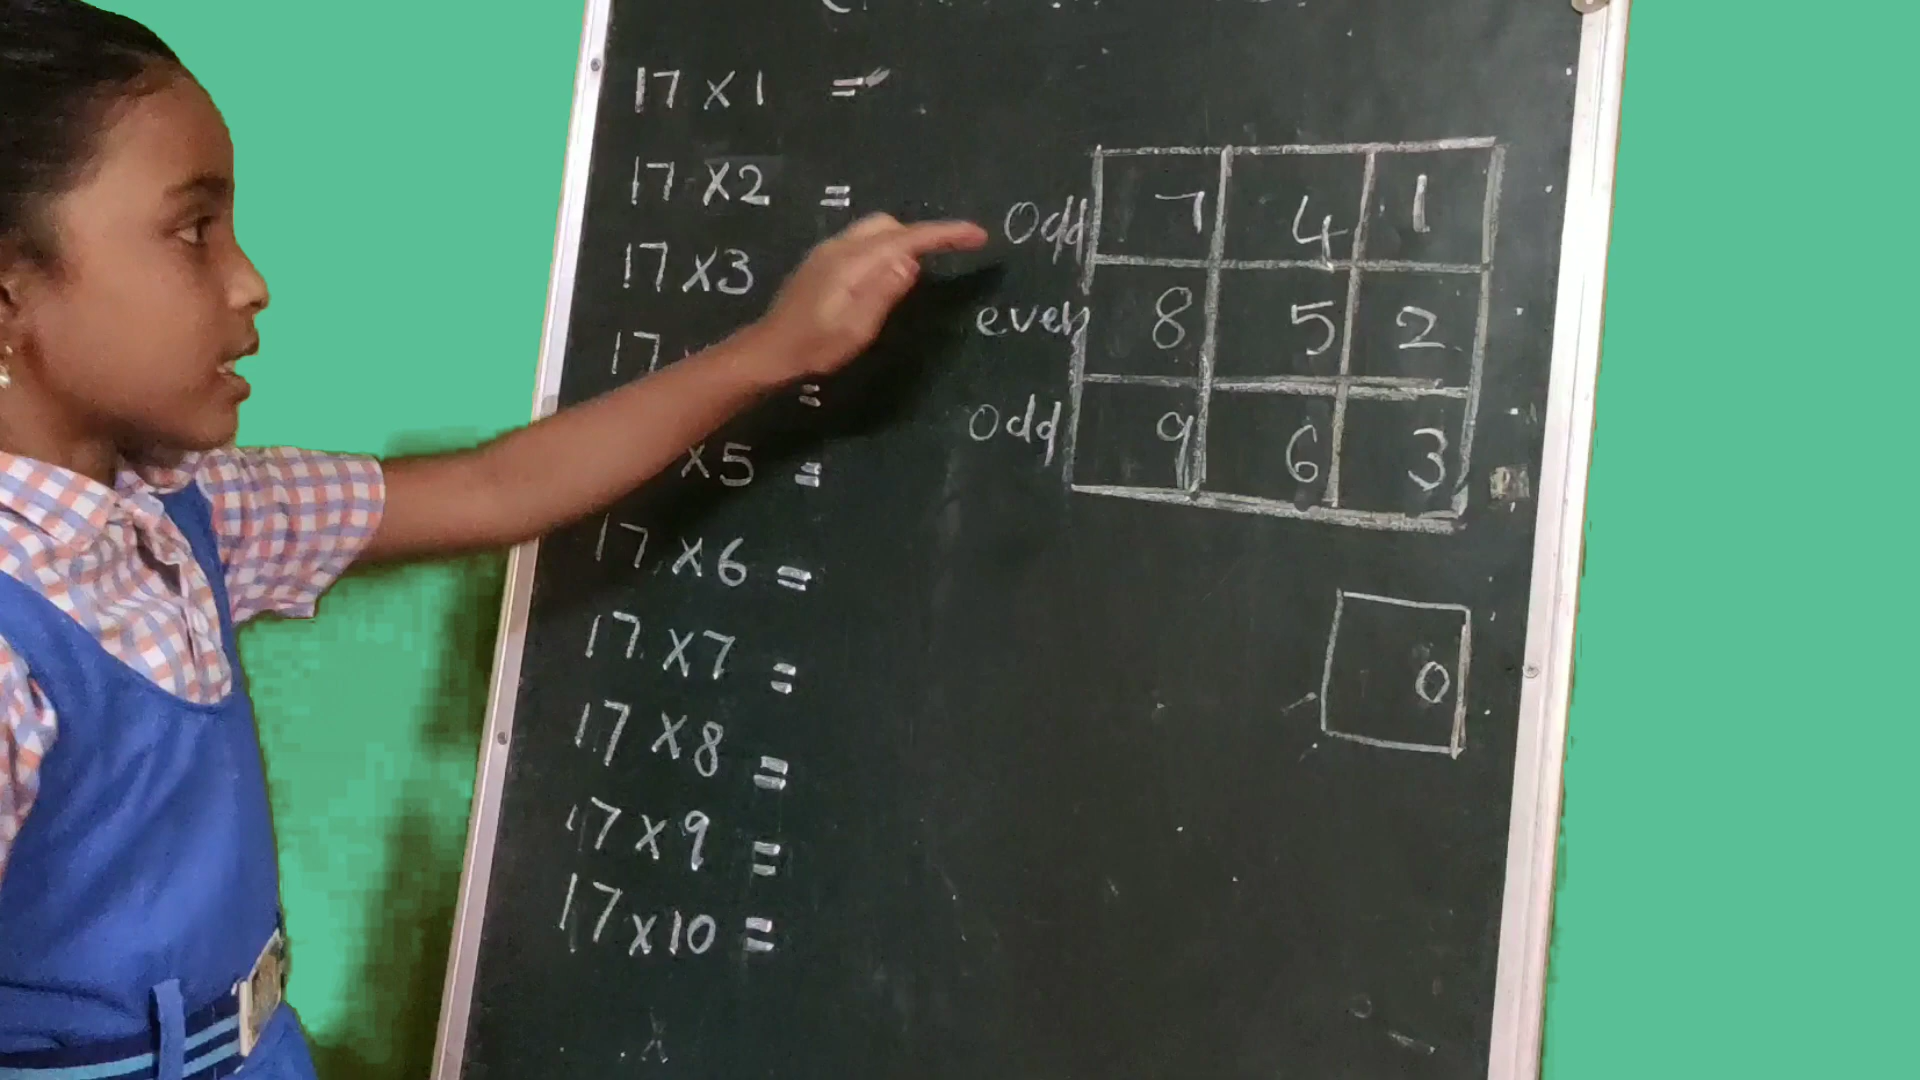 17 x 1 =
17 x 2 =
17 x 3
17
=
x 5 =
17 x 6 =
17 x 7 =
17 x 8 =
17 x 9 =
17 x 10 =
x
Odd 7 4 1
even 8 5 2
Odd 9 6 3
0